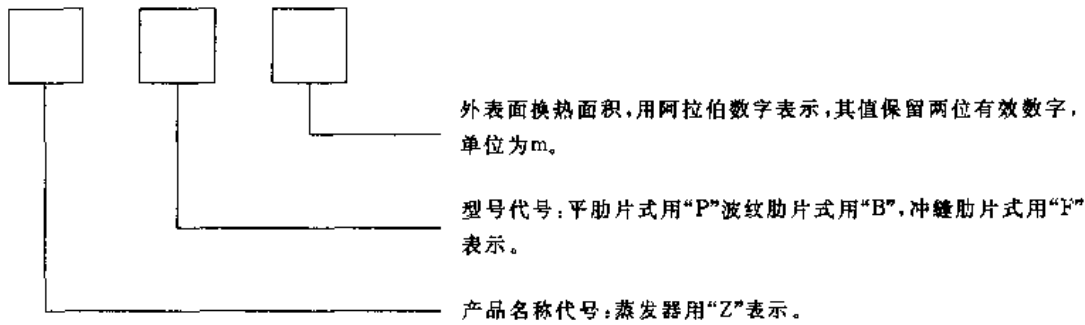 外表面换热面积,用阿拉伯数字表示,其值保留两位有效数字,
单位为m。
型号代号:平肋片式用“P”波纹肋片式用“B”,冲缝肋片式用“F”
表示。
产品名称代号:蒸发器用“Z”表示。